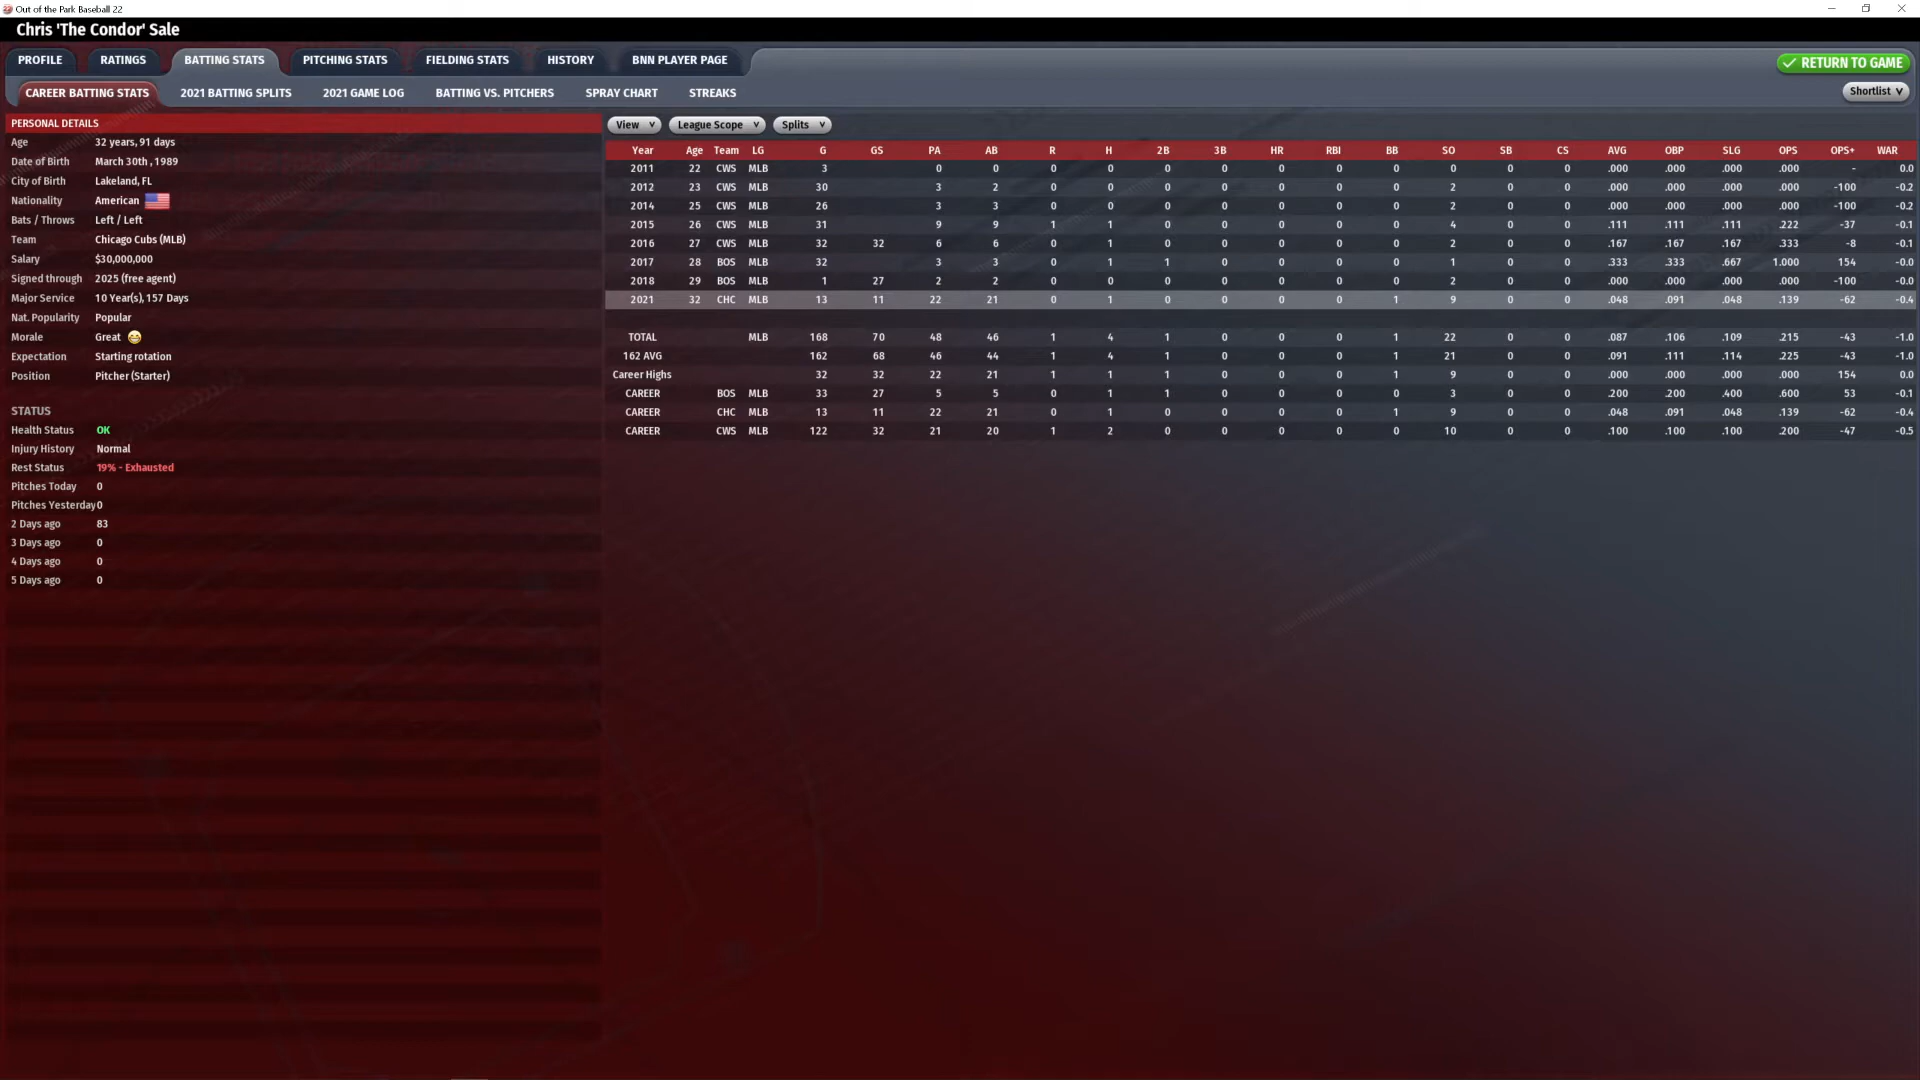 Out of the Park Baseball 22
Chris 'The Condor' Sale
PROFILE RATINGS BATTING STATS PITCHING STATS FIELDING STATS HISTORY BNN PLAYER PAGE RETURN TO GAME
CAREER BATTING STATS 2021 BATTING SPLITS 2021 GAME LOG BATTING VS. PITCHERS SPRAY CHART STREAKS Shortlist
PERSONAL DETAILS
Age 32 years, 91 days
Date of Birth March 30th , 1989
City of Birth Lakeland, FL
Nationality American
Bats / Throws Left / Left
Team Chicago Cubs (MLB)
Salary $30,000,000
Signed through 2025 (free agent)
Major Service 10 Year(s), 157 Days
Nat. Popularity Popular
Morale Great
Expectation Starting rotation
Position Pitcher (Starter)
STATUS
Health Status OK
Injury History Normal
Rest Status 19% - Exhausted
Pitches Today 0
Pitches Yesterday 0
2 Days ago 83
3 Days ago 0
4 Days ago 0
5 Days ago 0
View League Scope Splits
Year Age Team LG G GS PA AB R H 2B 3B HR RBI BB SO SB CS AVG OBP SLG OPS OPS+ WAR
2011 22 CWS MLB 3 0 0 0 0 0 0 0 0 0 0 0 0 .000 .000 .000 .000 - 0.0
2012 23 CWS MLB 30 3 2 0 0 0 0 0 0 0 2 0 0 .000 .000 .000 .000 -100 -0.2
2014 25 CWS MLB 26 3 3 0 0 0 0 0 0 0 2 0 0 .000 .000 .000 .000 -100 -0.2
2015 26 CWS MLB 31 9 9 1 1 0 0 0 0 0 4 0 0 .111 .111 .111 .222 -37 -0.1
2016 27 CWS MLB 32 32 6 6 0 1 0 0 0 0 0 2 0 0 .167 .167 .167 .333 -8 -0.1
2017 28 BOS MLB 32 3 3 0 1 1 0 0 0 0 1 0 0 .333 .333 .667 1.000 154 -0.0
2018 29 BOS MLB 1 27 2 2 0 0 0 0 0 0 0 2 0 0 .000 .000 .000 .000 -100 -0.0
2021 32 CHC MLB 13 11 22 21 0 1 0 0 0 0 1 9 0 0 .048 .091 .048 .139 -62 -0.4
TOTAL MLB 168 70 48 46 1 4 1 0 0 0 1 22 0 0 .087 .106 .109 .215 -43 -1.0
162 AVG 162 68 46 44 1 4 1 0 0 0 1 21 0 0 .091 .111 .114 .225 -43 -1.0
Career Highs 32 32 22 21 1 1 1 0 0 0 1 9 0 0 .000 .000 .000 .000 154 0.0
CAREER BOS MLB 33 27 5 5 0 1 1 0 0 0 0 3 0 0 .200 .200 .400 .600 53 -0.1
CAREER CHC MLB 13 11 22 21 0 1 0 0 0 0 1 9 0 0 .048 .091 .048 .139 -62 -0.4
CAREER CWS MLB 122 32 21 20 1 2 0 0 0 0 0 10 0 0 .100 .100 .100 .200 -47 -0.5